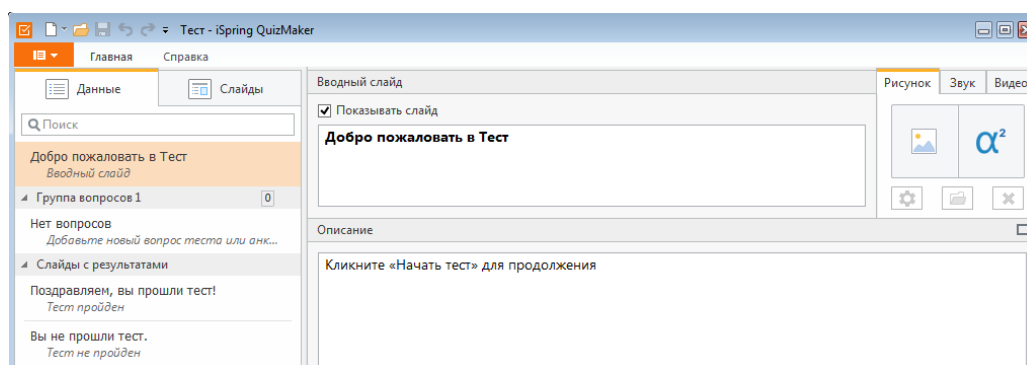 Тест - iSpring QuizMaker
Главная Справка
Данные Слайды
Поиск
Добро пожаловать в Тест
Вводный слайд
Группа вопросов 1 0
Нет вопросов
Добавьте новый вопрос теста или анк...
Слайды с результатами
Поздравляем, вы прошли тест!
Тест пройден
Вы не прошли тест.
Тест не пройден
Вводный слайд
Показывать слайд
Добро пожаловать в Тест
Описание
Кликните «Начать тест» для продолжения
Рисунок Звук Видео
α²